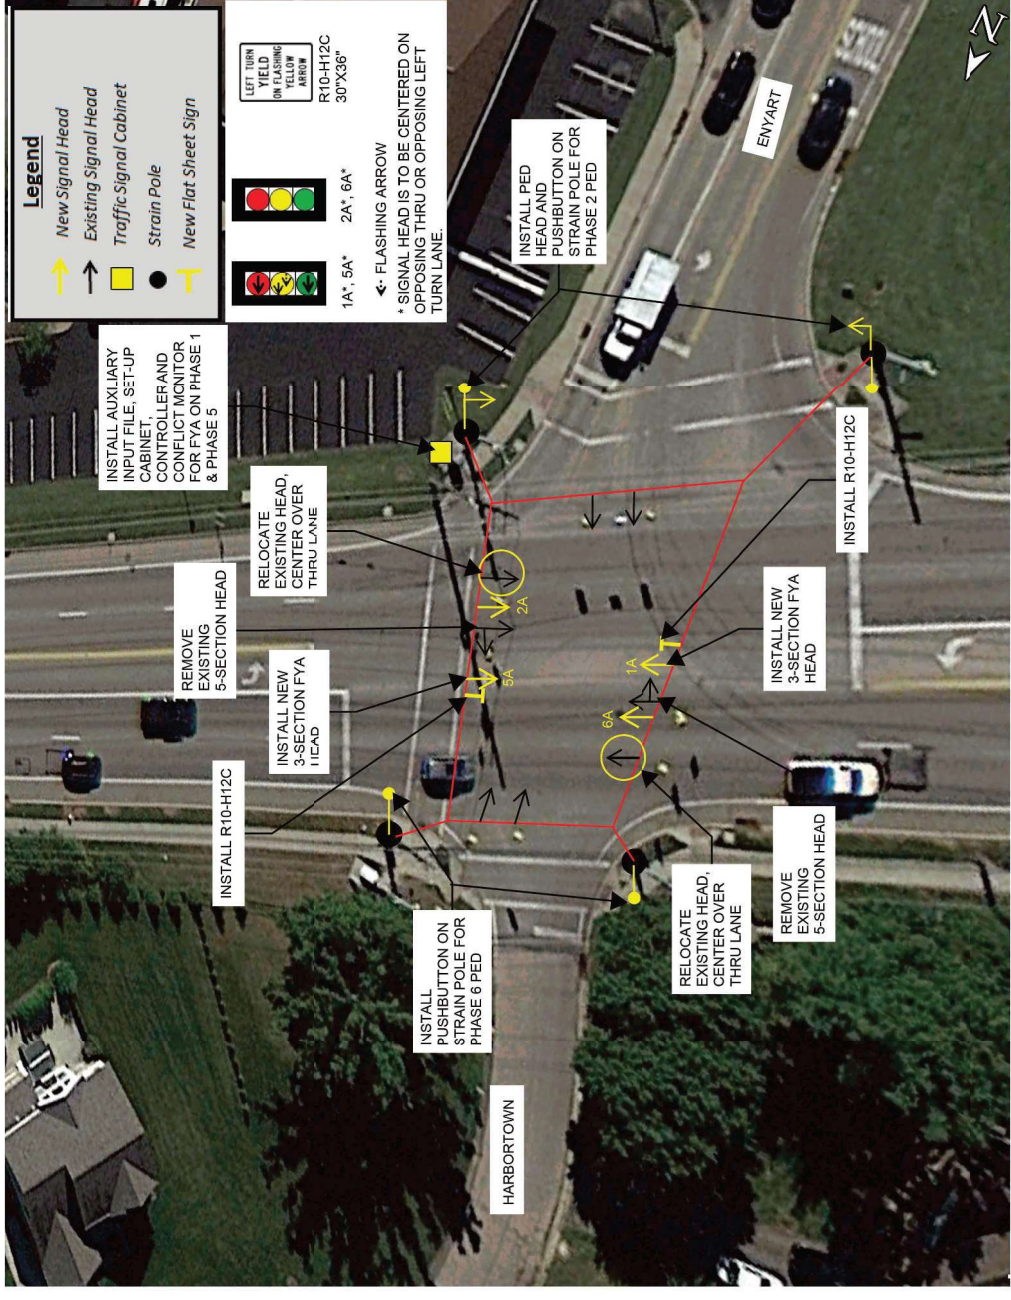 Legend
New Signal Head
Existing Signal Head
Traffic Signal Cabinet
Strain Pole
New Flat Sheet Sign
1A*, 5A*
2A*, 6A*
LEFT TURN
YIELD
ON FLASHING
YELLOW
ARROW
R10-H12C
30"X36"
FLASHING ARROW
* SIGNAL HEAD IS TO BE CENTERED ON
OPPOSING THRU OR OPPOSING LEFT
TURN LANE.
INSTALL AUXILIARY
INPUT FILE, SET-UP
CABINET,
CONTROLLER AND
CONFLICT MONITOR
FOR FYA ON PHASE 1
& PHASE 5
RELOCATE
EXISTING HEAD,
CENTER OVER
THRU LANE
REMOVE
EXISTING
5-SECTION HEAD
INSTALL NEW
3-SECTION FYA
HEAD
INSTALL R10-H12C
INSTALL PED
HEAD AND
PUSHBUTTON ON
STRAIN POLE FOR
PHASE 2 PED
ENYART
N
2A
5A
1A
6A
INSTALL
PUSHBUTTON ON
STRAIN POLE FOR
PHASE 6 PED
HARBORTOWN
RELOCATE
EXISTING HEAD,
CENTER OVER
THRU LANE
REMOVE
EXISTING
5-SECTION HEAD
INSTALL NEW
3-SECTION FYA
HEAD
INSTALL R10-H12C